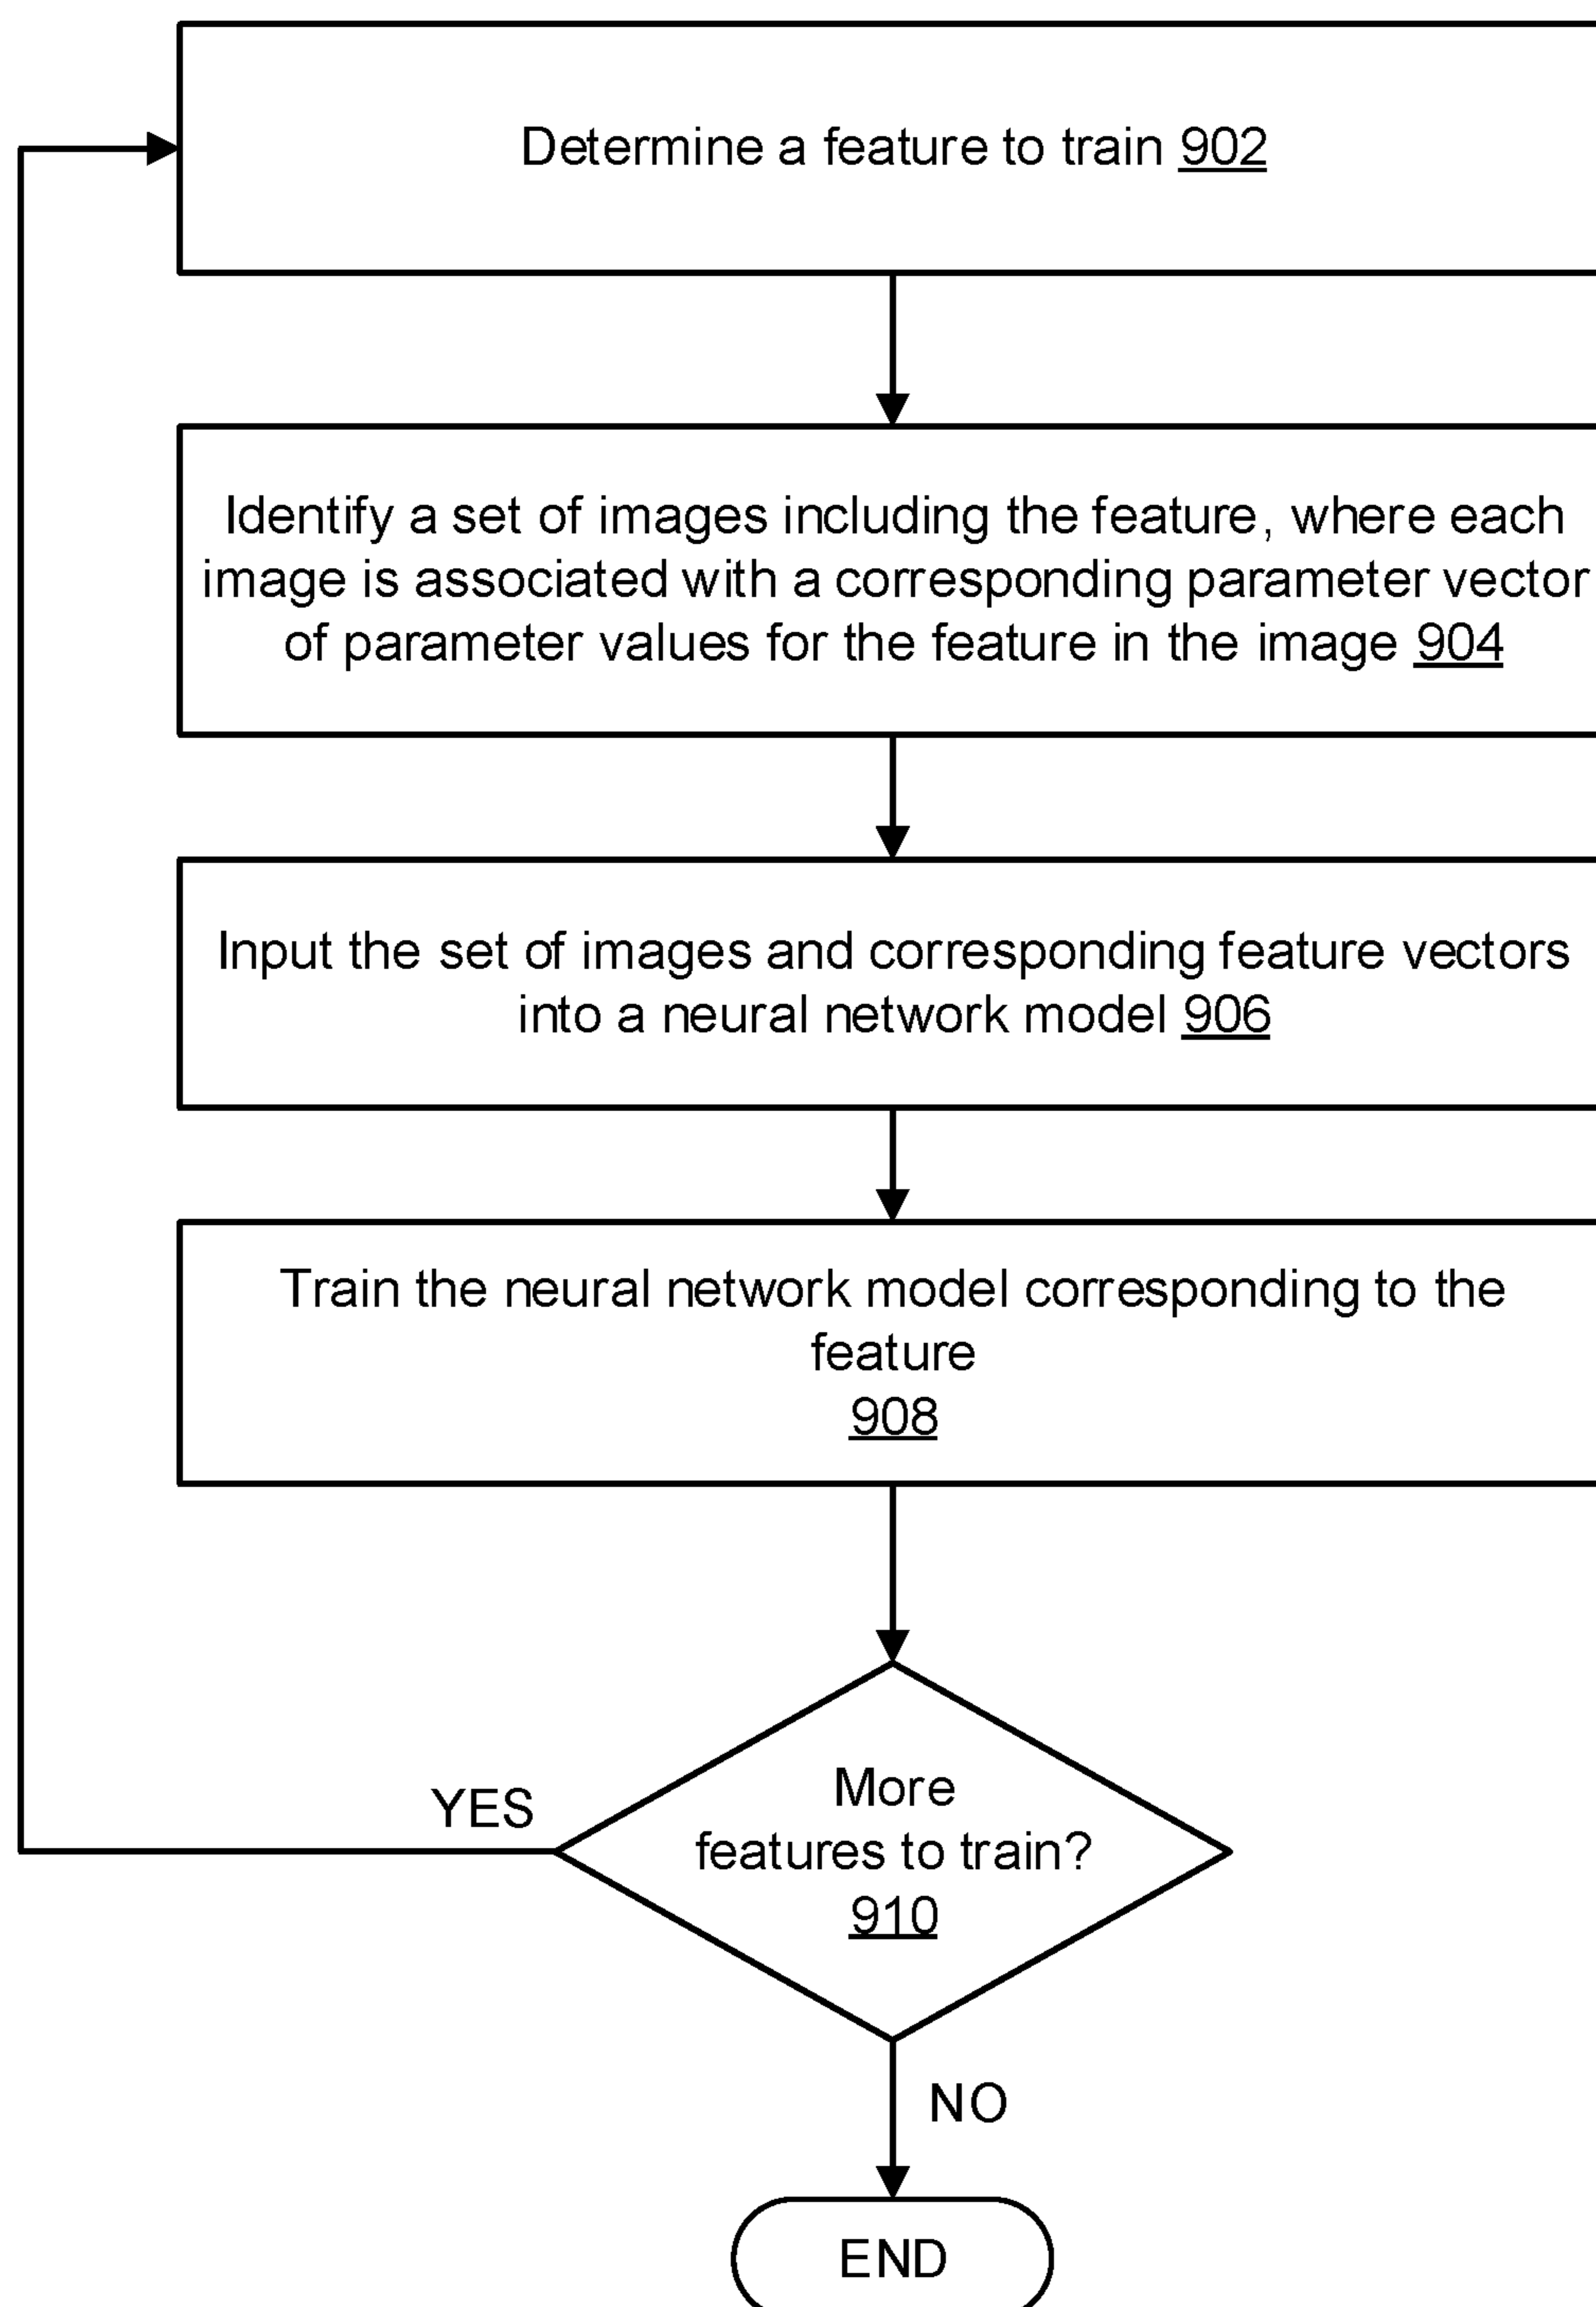 Determine a feature to train 902
Identify a set of images including the feature, where each
image is associated with a corresponding parameter vector
of parameter values for the feature in the image 904
Input the set of images and corresponding feature vectors
into a neural network model 906
Train the neural network model corresponding to the
feature
908
More
features to train?
910
YES
NO
END